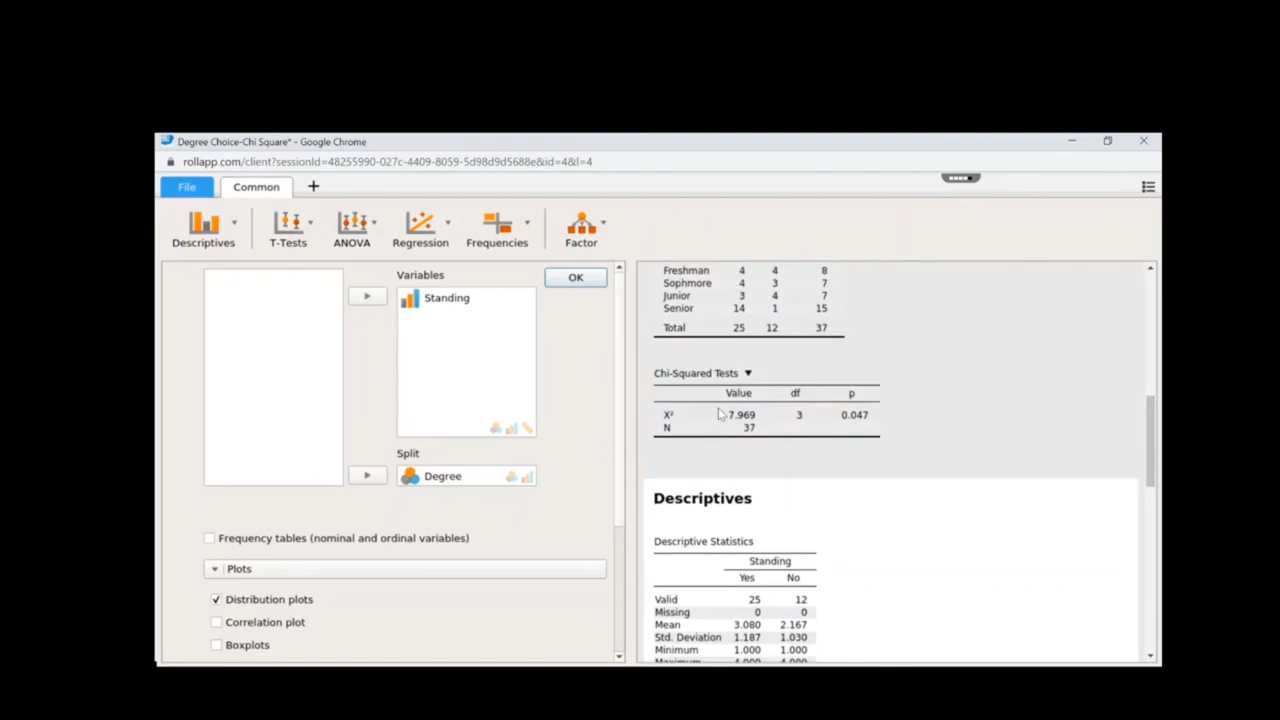 Degree Choice-Chi Square* - Google Chrome
rollapp.com/client?sessionId=48255990-027c-4409-8059-5d98d9d5688e&id=4&l=4
File Common +
Descriptives T-Tests ANOVA Regression Frequencies Factor
Variables
OK
Standing
Split
Degree
Frequency tables (nominal and ordinal variables)
Plots
Distribution plots
Correlation plot
Boxplots
Freshman 4 4 8
Sophmore 4 3 7
Junior 3 4 7
Senior 14 1 15
Total 25 12 37
Chi-Squared Tests ▼
Value df p
X² 7.969 3 0.047
N 37
Descriptives
Descriptive Statistics
Standing
Yes No
Valid 25 12
Missing 0 0
Mean 3.080 2.167
Std. Deviation 1.187 1.030
Minimum 1.000 1.000
Maximum 4.000 4.000